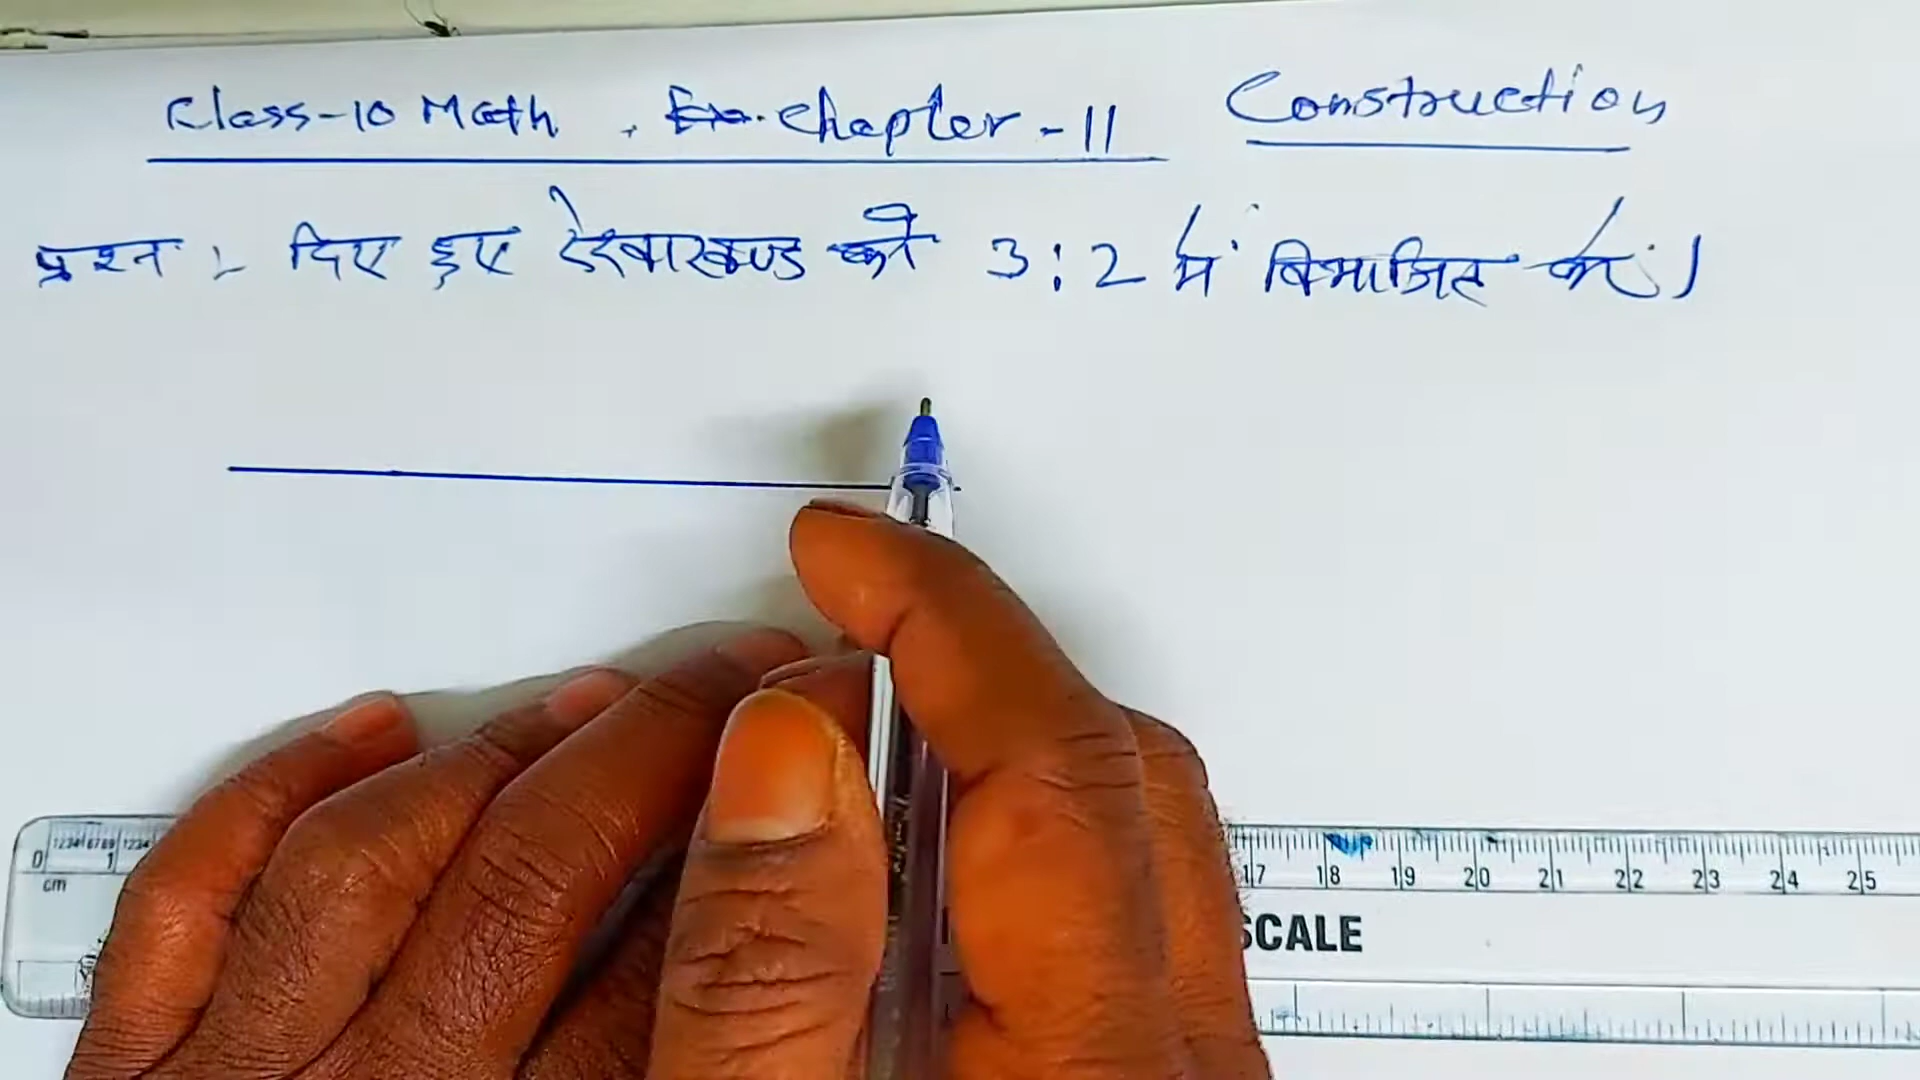 Class-10 Math . Ex. Chapter-11 Construction
प्रश्न :- दिए हुए रेखाखण्ड को 3:2 में विभाजित करें।
0 1 17 18 19 20 21 22 23 24 25
cm
SCALE